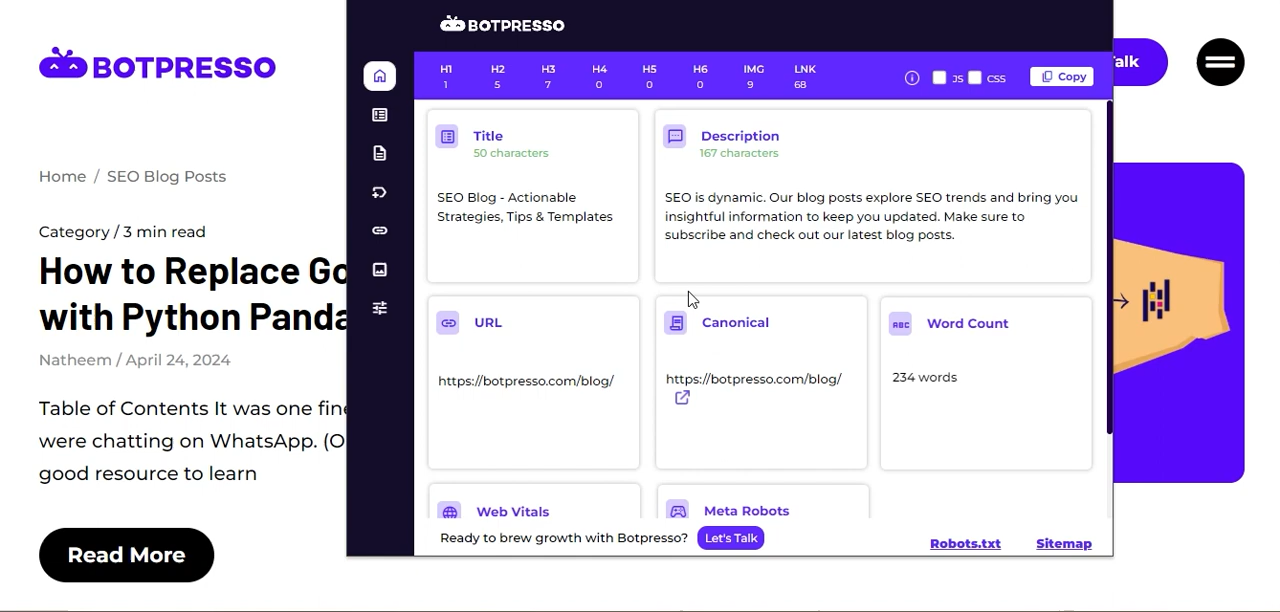 BOTPRESSO
Home / SEO Blog Posts
Category / 3 min read
How to Replace Go
with Python Panda
Natheem / April 24, 2024
Table of Contents It was one fine
were chatting on WhatsApp. (O
good resource to learn
Read More
BOTPRESSO
H1 H2 H3 H4 H5 H6 IMG LNK
1 5 7 0 0 0 9 68
JS CSS
Copy
Title
50 characters
SEO Blog - Actionable
Strategies, Tips & Templates
Description
167 characters
SEO is dynamic. Our blog posts explore SEO trends and bring you
insightful information to keep you updated. Make sure to
subscribe and check out our latest blog posts.
URL
https://botpresso.com/blog/
Canonical
https://botpresso.com/blog/
ABC Word Count
234 words
Web Vitals
Meta Robots
Ready to brew growth with Botpresso? Let's Talk
Robots.txt Sitemap
alk